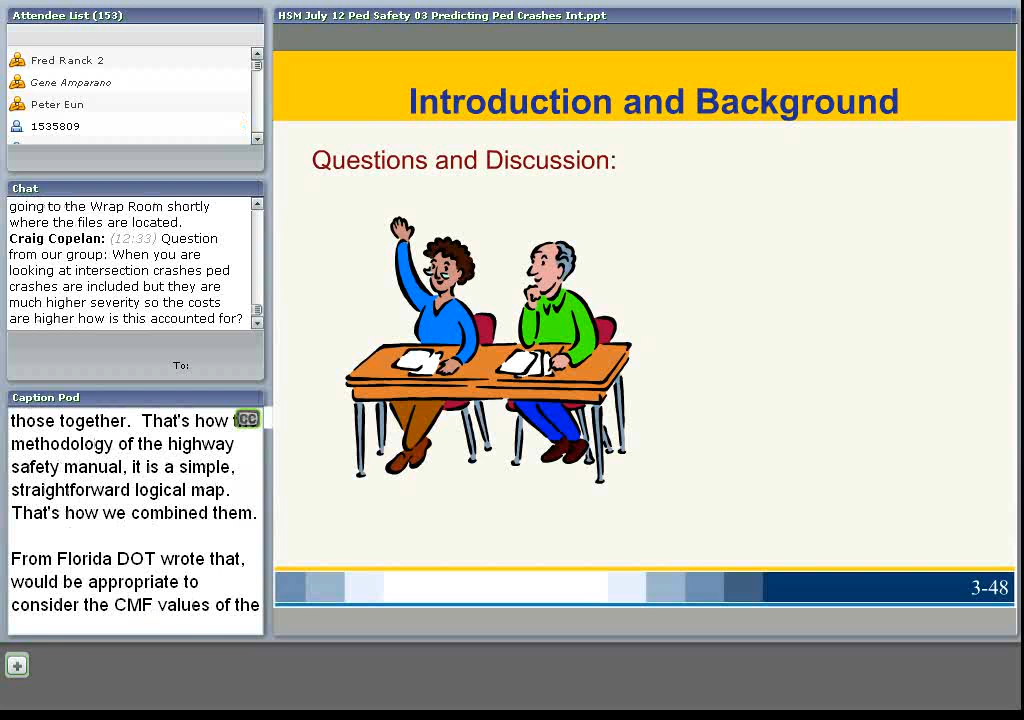 Attendee List (153)
Fred Ranck 2
Gene Amparano
Peter Eun
1535809
Chat
going to the Wrap Room shortly
where the files are located.
Craig Copelan: (12:33) Question
from our group: When you are
looking at intersection crashes ped
crashes are included but they are
much higher severity so the costs
are higher how is this accounted for?
To:
Caption Pod
those together. That's how
CC
methodology of the highway
safety manual, it is a simple,
straightforward logical map.
That's how we combined them.
From Florida DOT wrote that,
would be appropriate to
consider the CMF values of the
HSM July 12 Ped Safety 03 Predicting Ped Crashes Int.ppt
Introduction and Background
Questions and Discussion:
3-48